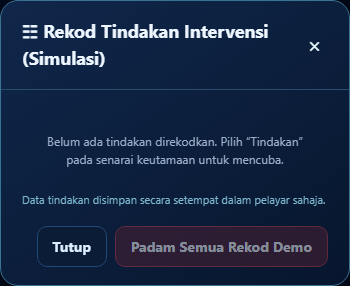 ☷ Rekod Tindakan Intervensi
(Simulasi)
×
Belum ada tindakan direkodkan. Pilih “Tindakan”
pada senarai keutamaan untuk mencuba.
Data tindakan disimpan secara setempat dalam pelayar sahaja.
Tutup
Padam Semua Rekod Demo